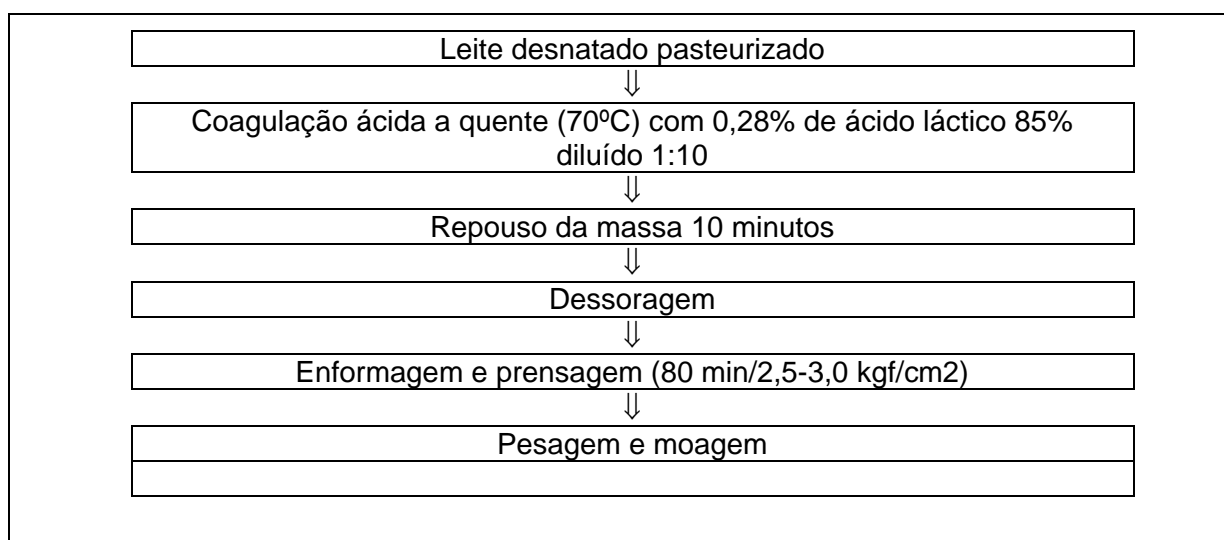 Leite desnatado pasteurizado
⇓
Coagulação ácida a quente (70ºC) com 0,28% de ácido láctico 85%
diluído 1:10
⇓
Repouso da massa 10 minutos
⇓
Dessoragem
⇓
Enformagem e prensagem (80 min/2,5-3,0 kgf/cm2)
⇓
Pesagem e moagem